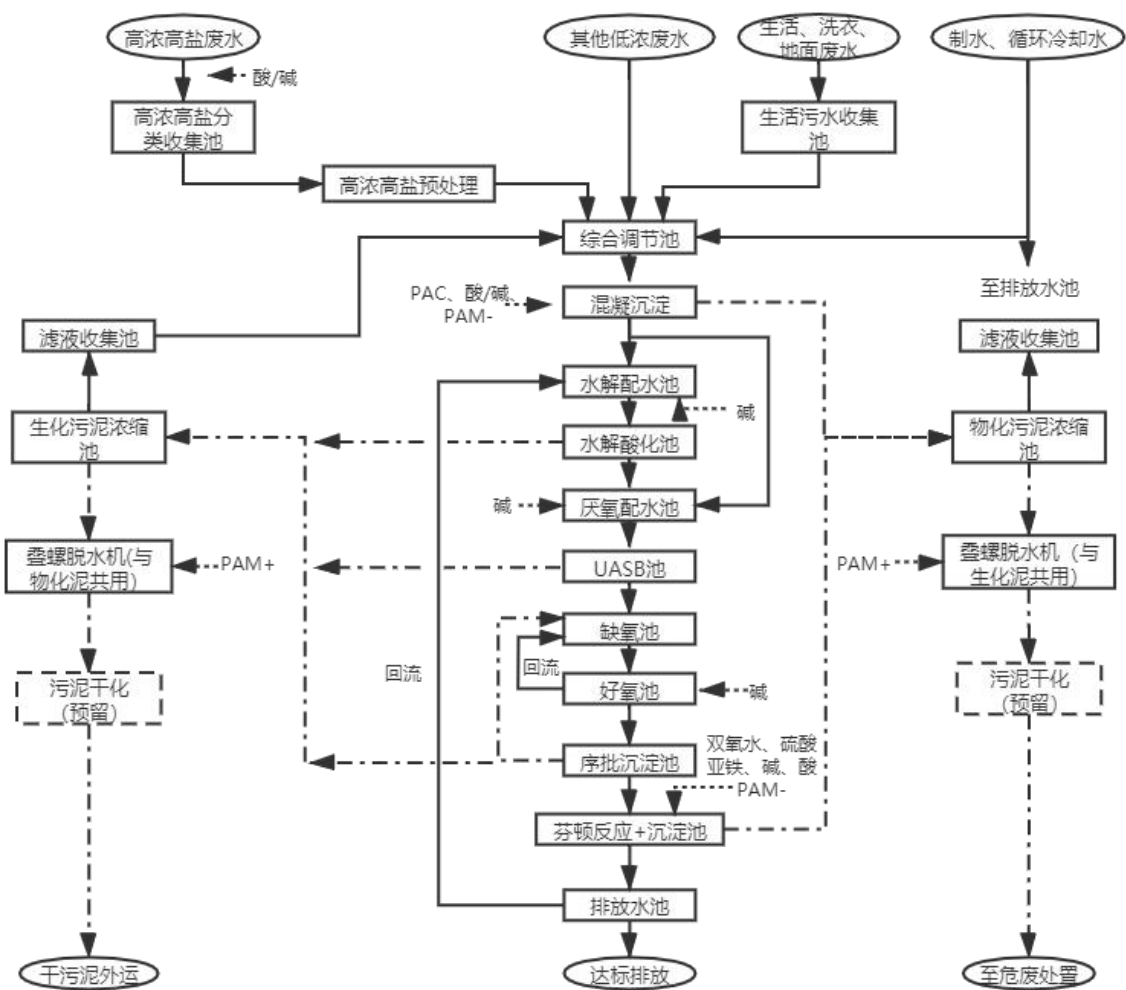 高浓高盐废水
其他低浓废水
生活、洗衣、
地面废水
制水、循环冷却水
酸/碱
高浓高盐分
类收集池
生活污水收集
池
高浓高盐预处理
综合调节池
PAC、酸/碱、
PAM-
混凝沉淀
至排放水池
滤液收集池
滤液收集池
水解配水池
碱
生化污泥浓缩
池
水解酸化池
物化污泥浓缩
池
碱
厌氧配水池
叠螺脱水机(与
物化泥共用)
PAM+
UASB池
PAM+
叠螺脱水机（与
生化泥共用）
缺氧池
回流
回流
污泥干化
（预留）
好氧池
碱
污泥干化
（预留）
序批沉淀池
双氧水、硫酸
亚铁、碱、酸
PAM-
芬顿反应+沉淀池
排放水池
干污泥外运
达标排放
至危废处置